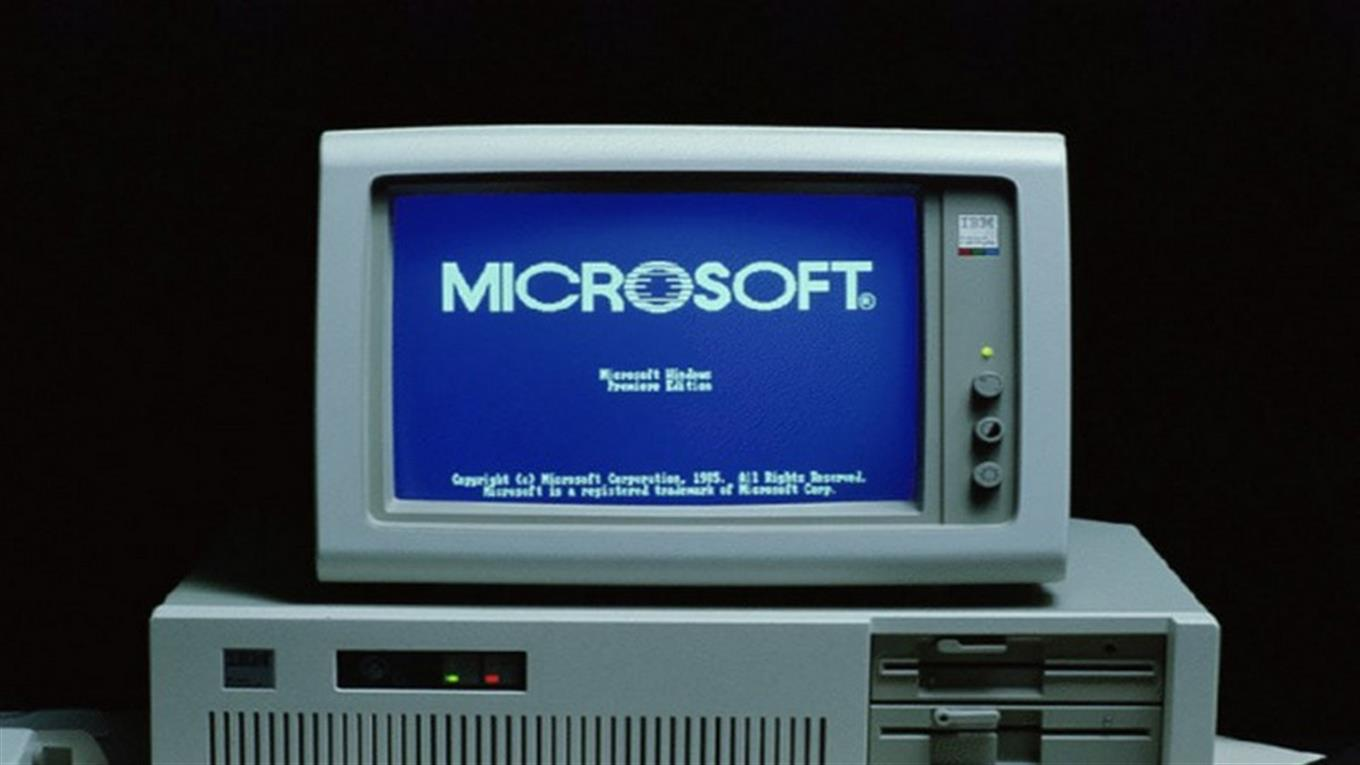 MICROSOFT®
IBM
Microsoft Windows
Premiere Edition
Copyright (c) Microsoft Corporation, 1985. All Rights Reserved.
Microsoft is a registered trademark of Microsoft Corp.
IBM